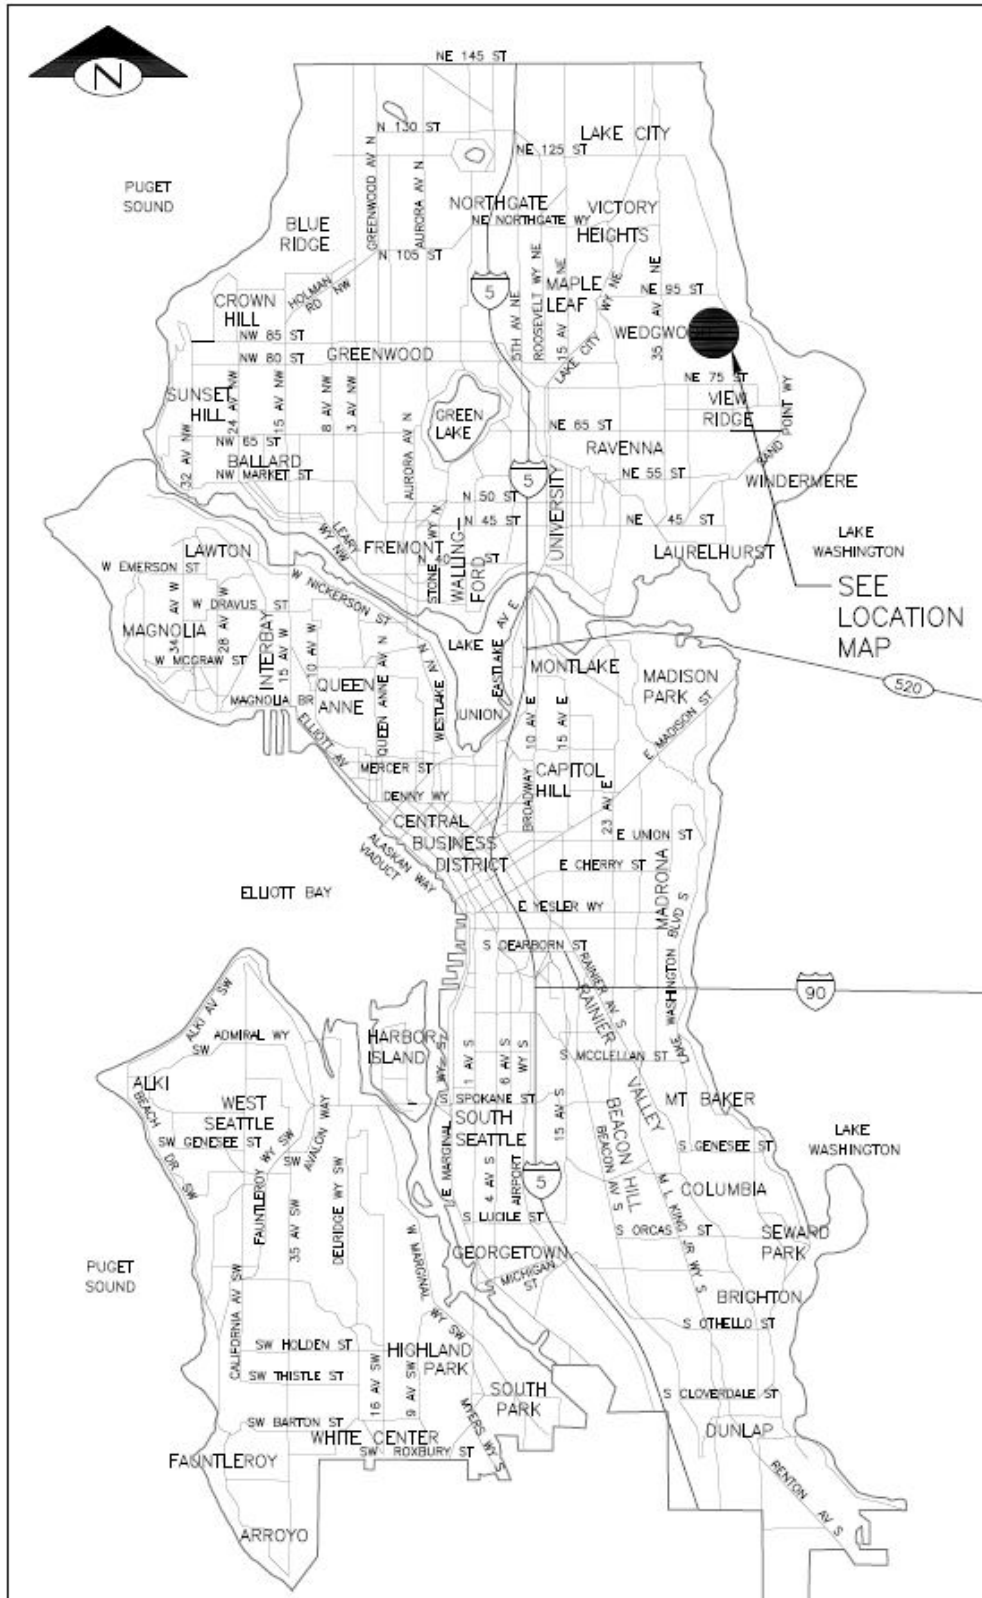 N
NE 145 ST
N 130 ST
LAKE CITY
NE 125 ST
PUGET
SOUND
GREENWOOD AV N
AURORA AV N
NORTHGATE
NE NORTHGATE WY
VICTORY
HEIGHTS
BLUE
RIDGE
N 105 ST
HOLMAN
RD NW
5
5TH AV NE
ROOSEVELT WY NE
15 AV NE
MAPLE
LEAF
LAKE CITY WY NE
35 AV NE
NE 95 ST
CROWN
HILL
NW 85 ST
NW 80 ST
GREENWOOD
NE 75 ST
VIEW
RIDGE
SAND POINT WY
SUNSET
HILL
24 AV NW
15 AV NW
8 AV NW
3 AV NW
32 AV NW
GREEN
LAKE
AURORA AV N
NE 65 ST
RAVENNA
NW 65 ST
BALLARD
NW MARKET ST
5
UNIVERSITY
NE 55 ST
WINDERMERE
N 50 ST
N 45 ST
NE 45 ST
LEARY
WY NW
FREMONT
N 40 ST
STONE WY N
WALLING-
FORD
LAURELHURST
LAKE
WASHINGTON
SEE
LOCATION
MAP
LAWTON
W EMERSON ST
W NICKERSON ST
W DRAVUS ST
MAGNOLIA
34 AV W
28 AV W
W MCGRAW ST
INTERBAY
15 AV W
10 AV W
MAGNOLIA BR
QUEEN
ANNE
QUEEN ANNE AV N
WESTLAKE AV N
LAKE
UNION
EASTLAKE AV E
MONTLAKE
MADISON
PARK
520
10 AV E
15 AV E
E MADISON ST
ELLIOTT AV
MERCER ST
DENNY WY
CAPITOL
HILL
BROADWAY
23 AV E
CENTRAL
BUSINESS
DISTRICT
E UNION ST
ALASKAN WAY
VIADUCT
E CHERRY ST
MADRONA
ELLIOTT BAY
E YESLER WY
LAKE WASHINGTON BLVD S
S DEARBORN ST
RAINIER AV S
RAINIER
VALLEY
90
ALKI AV SW
SW ADMIRAL WY
HARBOR
ISLAND
1 AV S
6 AV S
S MCCLELLAN ST
ALKI
BEACH DR SW
WEST
SEATTLE
AVALON WAY
SW
SW GENESEE ST
S SPOKANE ST
SOUTH
SEATTLE
E MARGINAL WY S
4 AV S
AIRPORT WY S
15 AV S
BEACON HILL
BEACON AV S
MT BAKER
S GENESEE ST
LAKE
WASHINGTON
FAUNTLEROY WY SW
35 AV SW
DELRIDGE WY SW
5
COLUMBIA
S LUCILE ST
M L KING JR WY S
S ORCAS ST
SEWARD
PARK
W MARGINAL WY SW
GEORGETOWN
S MICHIGAN
ST
PUGET
SOUND
CALIFORNIA AV SW
BRIGHTON
S OTHELLO ST
SW HOLDEN ST
HIGHLAND
PARK
SW THISTLE ST
16 AV SW
9 AV SW
SOUTH
PARK
MYERS WY S
S CLOVERDALE ST
DUNLAP
SW BARTON ST
WHITE CENTER
SW ROXBURY ST
FAUNTLEROY
RENTON AV S
ARROYO